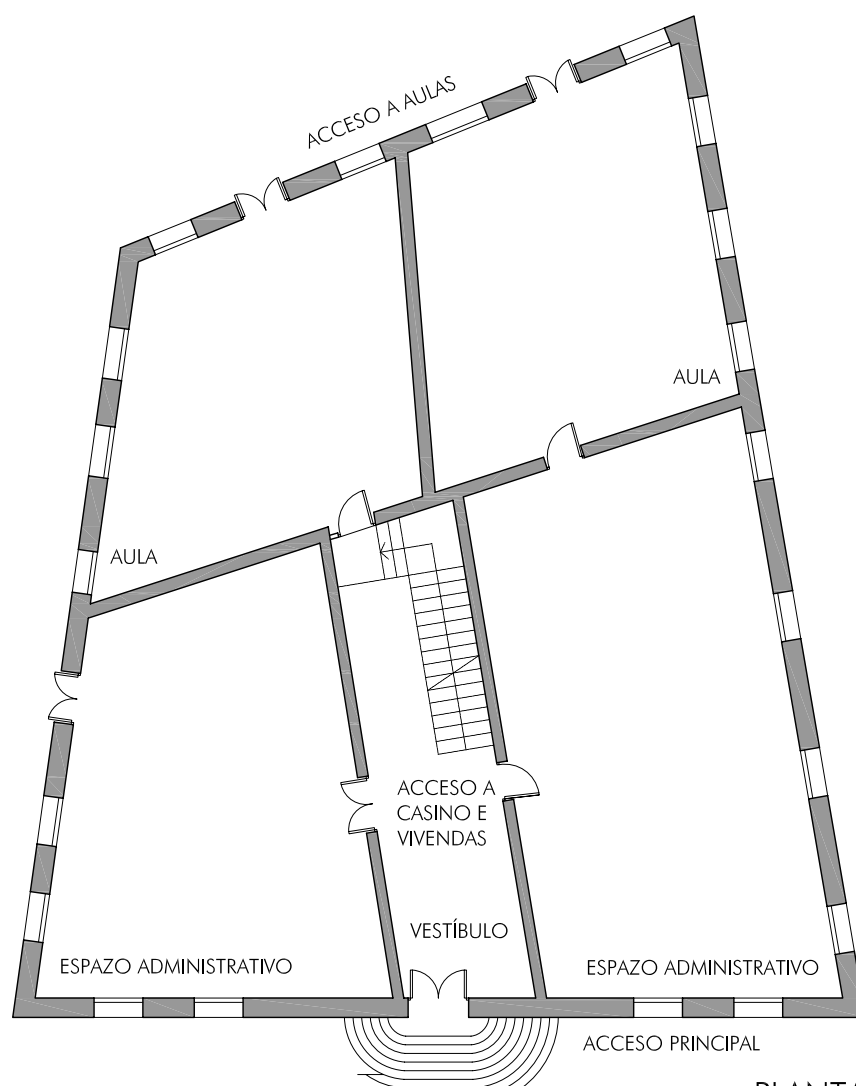 ACCESO A AULAS
AULA
AULA
ACCESO A
CASINO E
VIVENDAS
VESTÍBULO
ESPAZO ADMINISTRATIVO
ESPAZO ADMINISTRATIVO
ACCESO PRINCIPAL